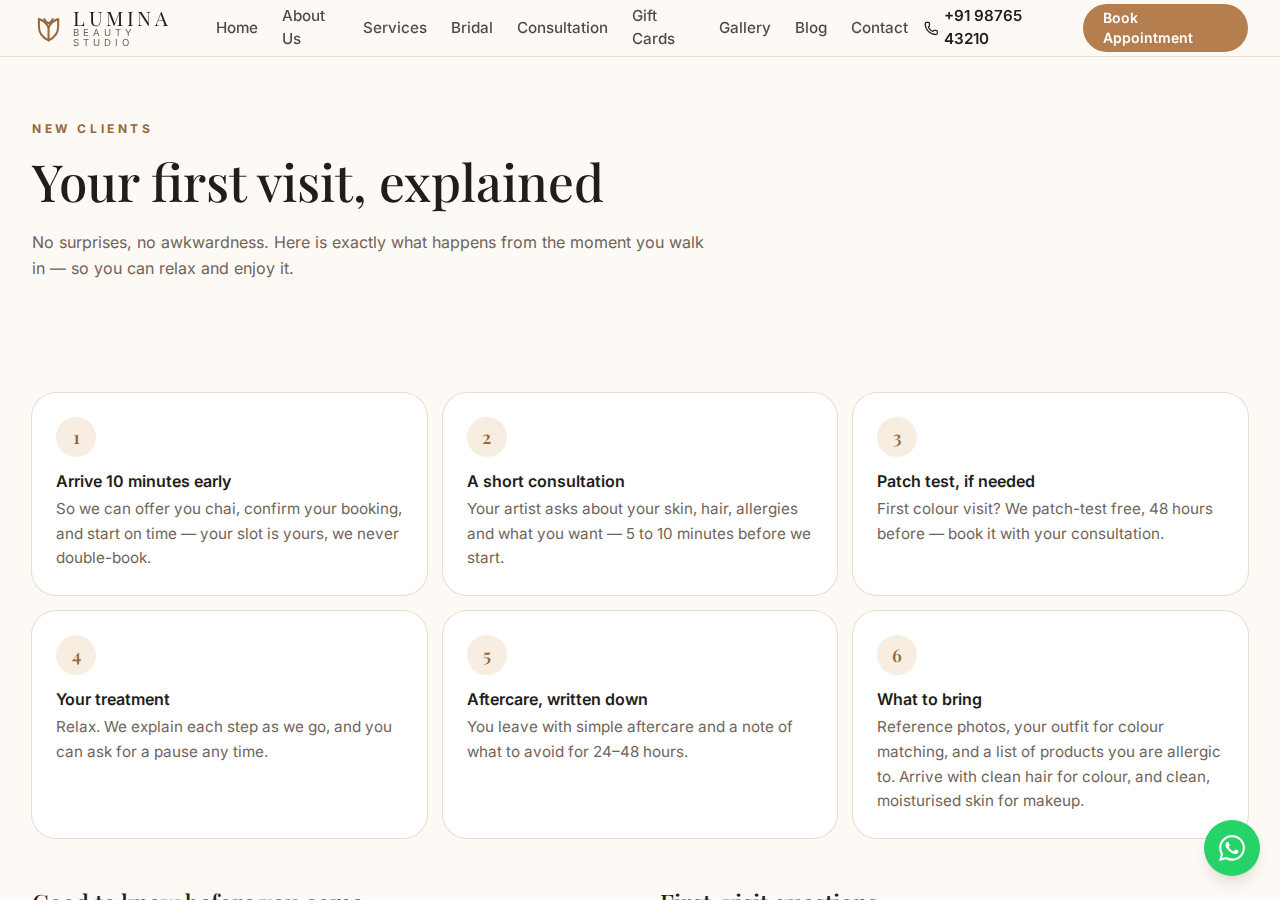 LUMINA
BEAUTY
STUDIO
Home
About
Us
Services
Bridal
Consultation
Gift
Cards
Gallery
Blog
Contact
+91 98765
43210
Book
Appointment
NEW CLIENTS
Your first visit, explained
No surprises, no awkwardness. Here is exactly what happens from the moment you walk
in — so you can relax and enjoy it.
1
Arrive 10 minutes early
So we can offer you chai, confirm your booking,
and start on time — your slot is yours, we never
double-book.
2
A short consultation
Your artist asks about your skin, hair, allergies
and what you want — 5 to 10 minutes before we
start.
3
Patch test, if needed
First colour visit? We patch-test free, 48 hours
before — book it with your consultation.
4
Your treatment
Relax. We explain each step as we go, and you
can ask for a pause any time.
5
Aftercare, written down
You leave with simple aftercare and a note of
what to avoid for 24–48 hours.
6
What to bring
Reference photos, your outfit for colour
matching, and a list of products you are allergic
to. Arrive with clean hair for colour, and clean,
moisturised skin for makeup.
Good to know before you come
First-visit questions